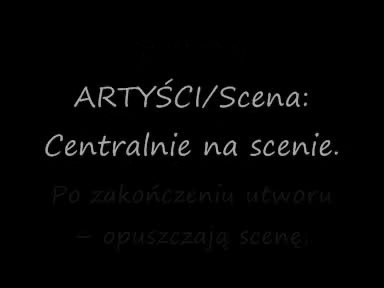 ARTYŚCI/Scena:
Centralnie na scenie.
Po zakończeniu utworu
– opuszczają scenę.